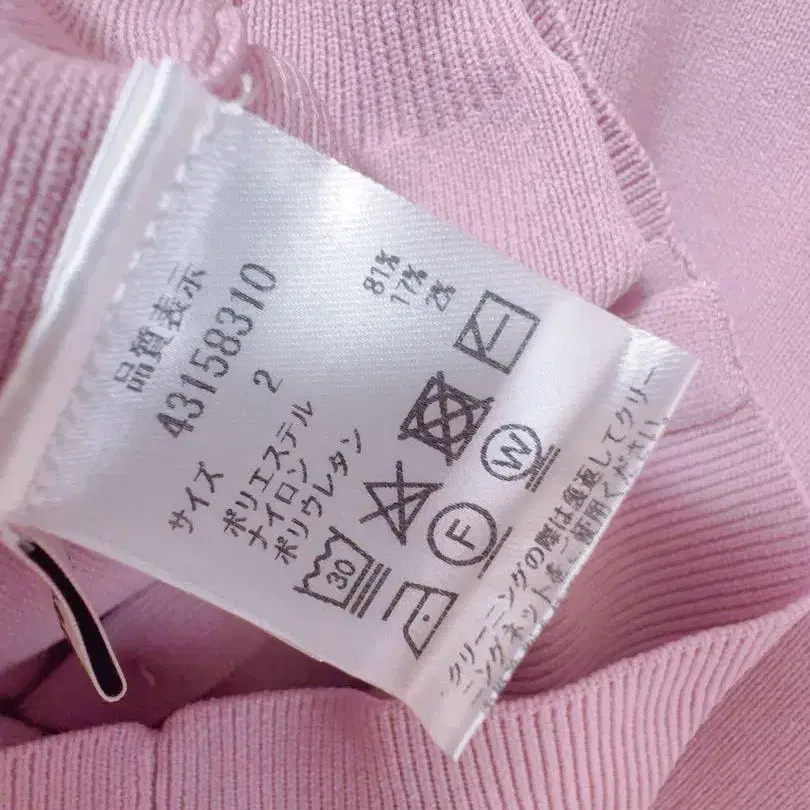 品質表示
43158310
サイズ 2
ポリエステル 81%
ナイロン 17%
ポリウレタン 2%
30
F
W
クリーニングの際は裏返してクリー
ニングネットをご使用ください。